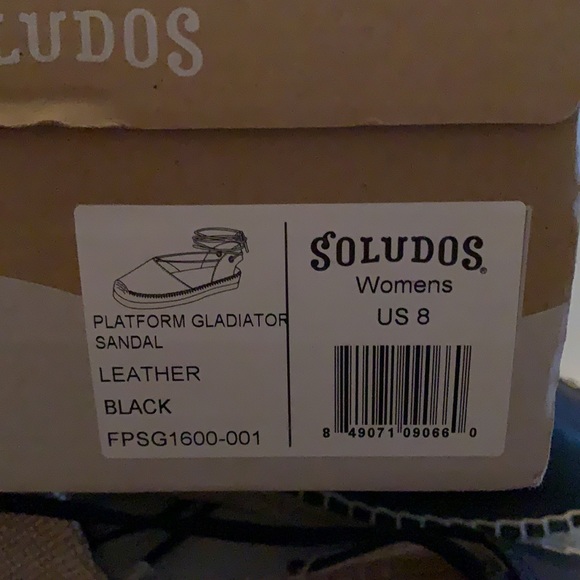 LUDOS
PLATFORM GLADIATOR
SANDAL
LEATHER
BLACK
FPSG1600-001
SOLUDOS®
Womens
US 8
8 49071 09066 0